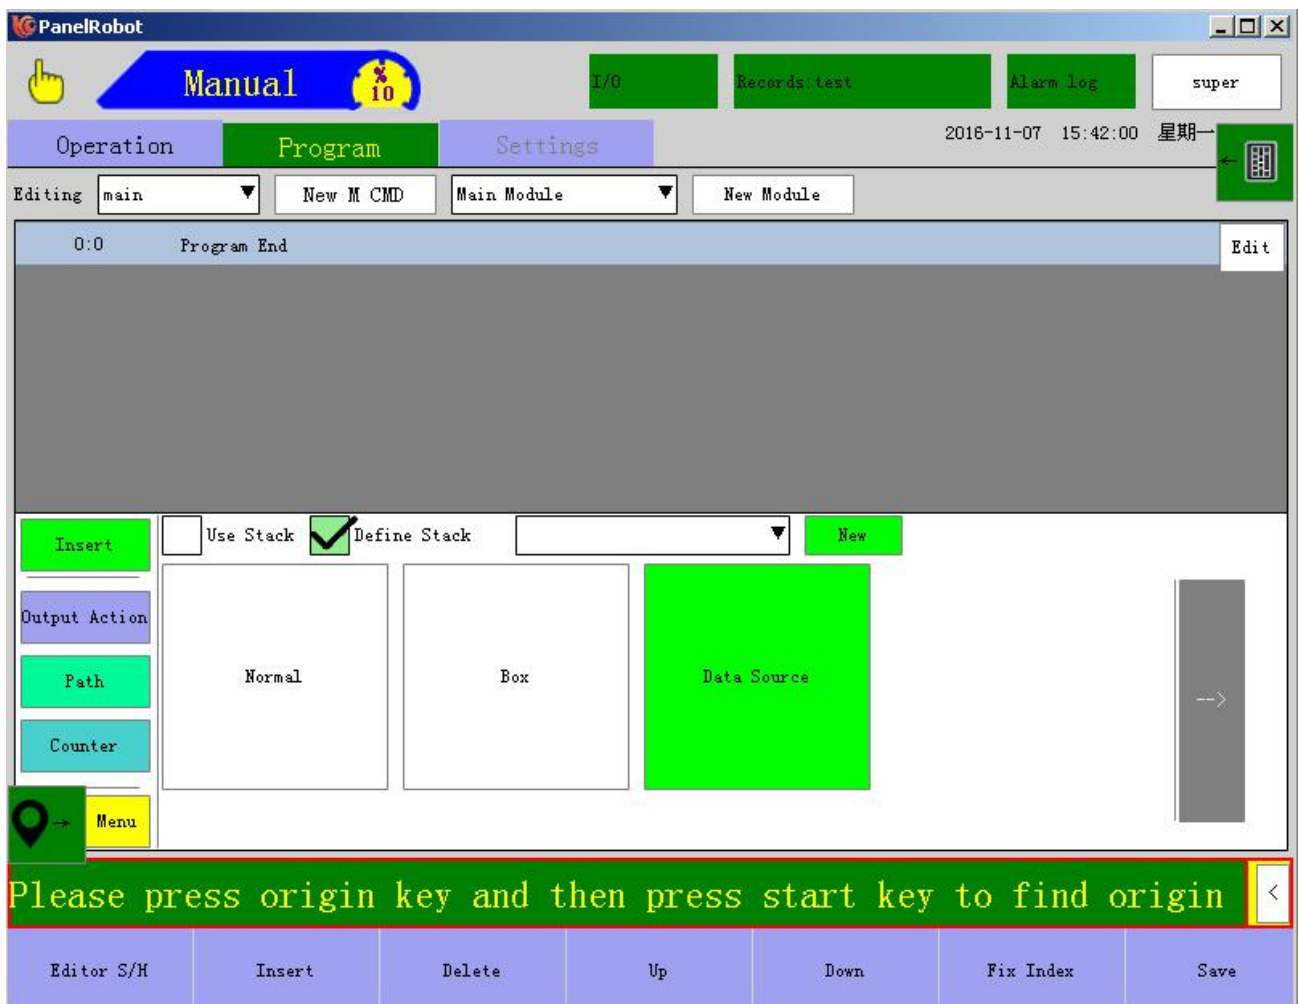 PanelRobot
Manual
%
10
I/O
Records:test
Alarm log
super
Operation
Program
Settings
2016-11-07 15:42:00 星期一
←
Editing
main
New M CMD
Main Module
New Module
0:0 Program End
Edit
Insert
Use Stack
Define Stack
New
Output Action
Path
Counter
Normal
Box
Data Source
-->
→
Menu
Please press origin key and then press start key to find origin
<
Editor S/H
Insert
Delete
Up
Down
Fix Index
Save